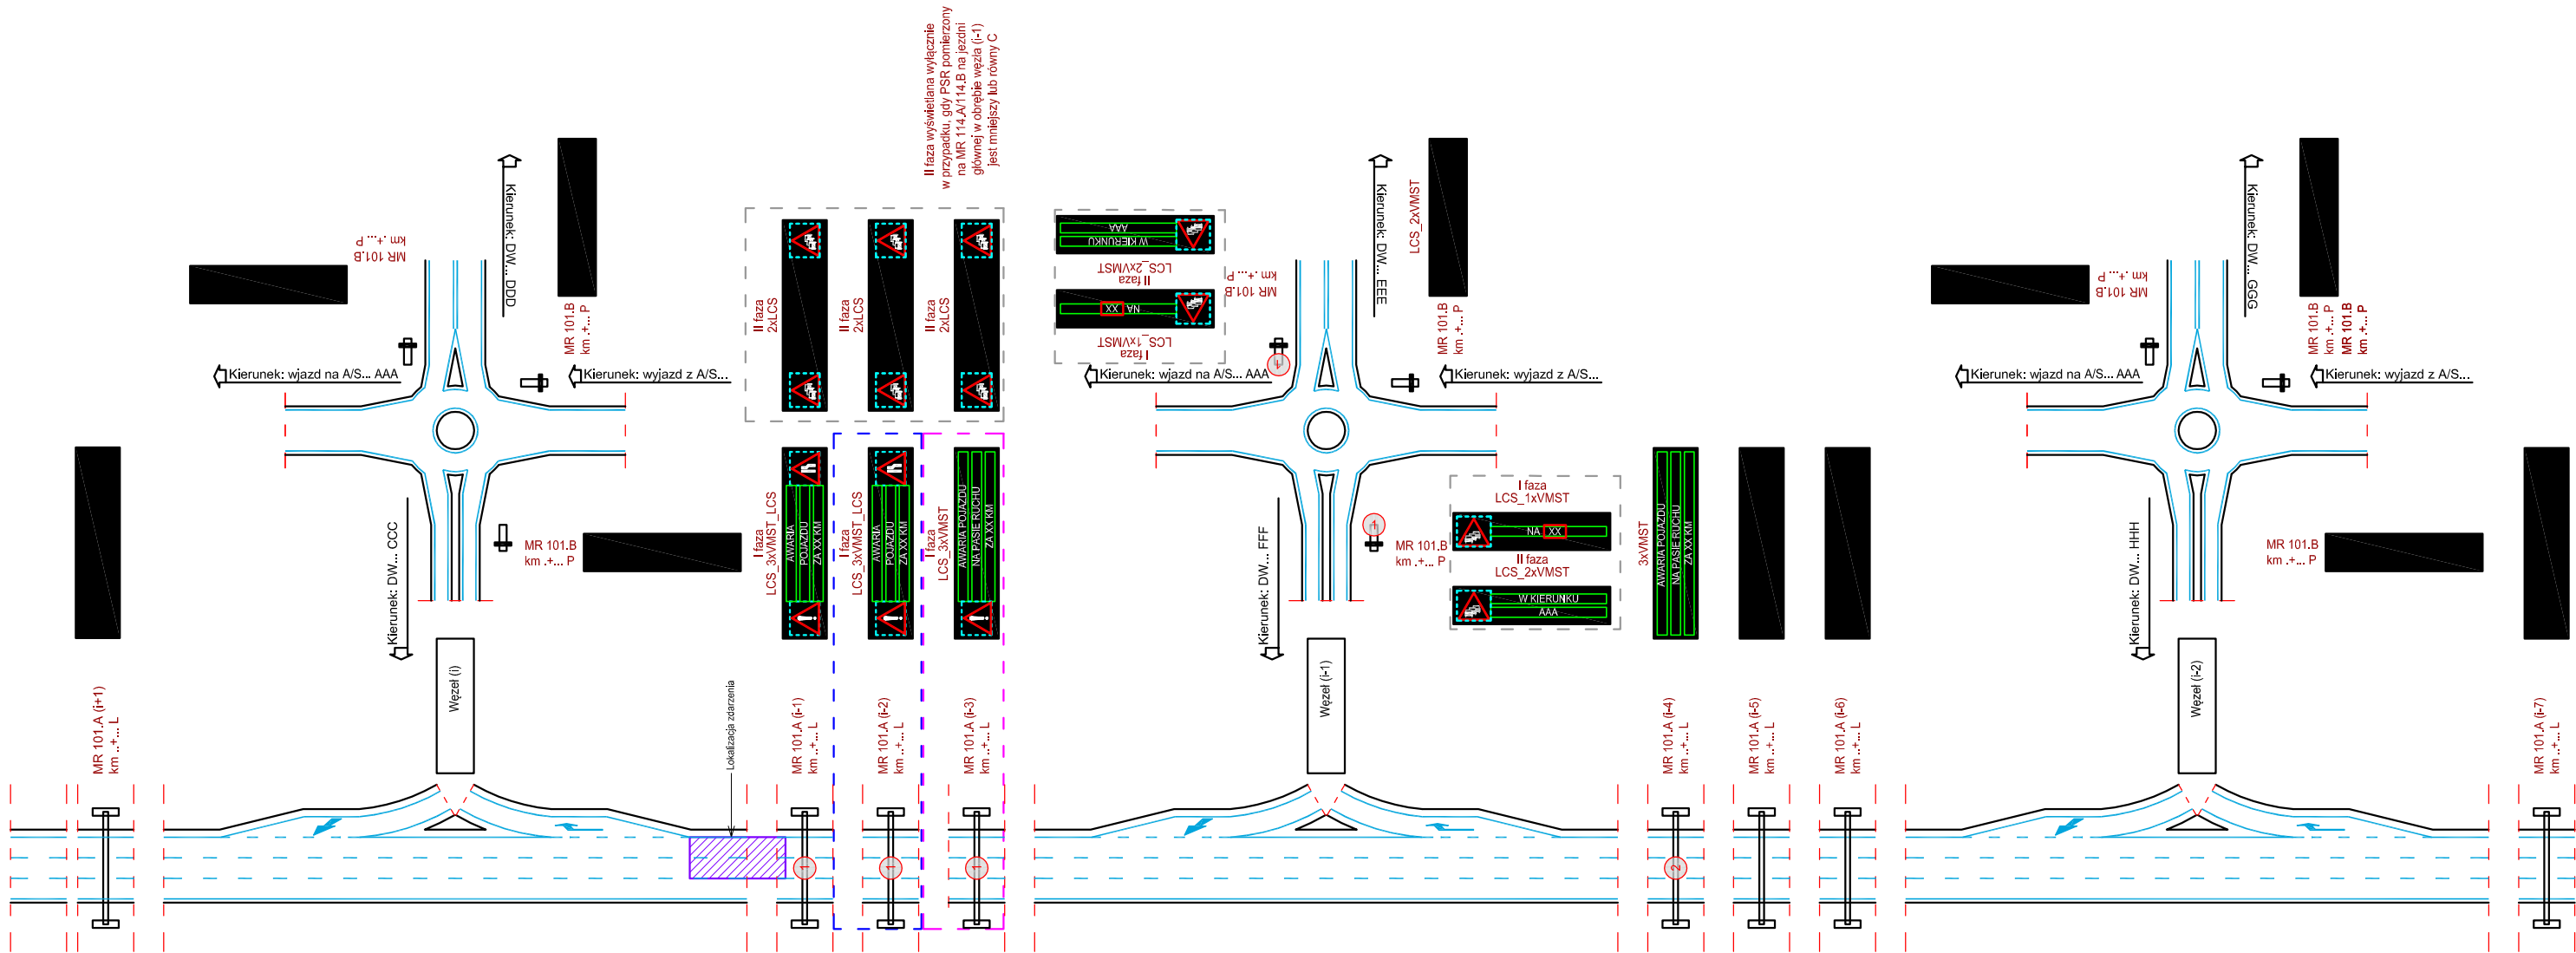 II faza wyświetlana wyłącznie
w przypadku, gdy PSR pomierzony
na MR 114.A/114.B na jezdni
głównej w obrębie węzła (i-1)
jest mniejszy lub równy C
MR 101.A (i+1)
km ..+... L
MR 101.B
km .+... P
Kierunek: DW... DDD
MR 101.B
km .+... P
Kierunek: wjazd na A/S... AAA
Kierunek: wyjazd z A/S...
Kierunek: DW... CCC
MR 101.B
km .+... P
Węzeł (i)
Lokalizacja zdarzenia
II faza
2xLCS
II faza
2xLCS
II faza
2xLCS
I faza
LCS_3xVMST_LCS
AWARIA
POJAZDU
ZA XX KM
I faza
LCS_3xVMST_LCS
AWARIA
POJAZDU
ZA XX KM
I faza
LCS_3xVMST
AWARIA POJAZDU
NA PASIE RUCHU
ZA XX KM
MR 101.A (i-1)
km ..+... L
MR 101.A (i-2)
km ..+... L
MR 101.A (i-3)
km ..+... L
1
1
1
W KIERUNKU
AAA
II faza
LCS_2xVMST
NA XX
I faza
LCS_1xVMST
MR 101.B
km .+... P
1
Kierunek: DW... EEE
LCS_2xVMST
MR 101.B
km .+... P
Kierunek: wjazd na A/S... AAA
Kierunek: wyjazd z A/S...
Kierunek: DW... FFF
1
MR 101.B
km .+... P
I faza
LCS_1xVMST
NA XX
II faza
LCS_2xVMST
W KIERUNKU
AAA
Węzeł (i-1)
3xVMST
AWARIA POJAZDU
NA PASIE RUCHU
ZA XX KM
MR 101.A (i-4)
km ..+... L
2
MR 101.A (i-5)
km ..+... L
MR 101.A (i-6)
km ..+... L
MR 101.B
km .+... P
Kierunek: DW... GGG
MR 101.B
km .+... P
MR 101.B
km .+... P
Kierunek: wjazd na A/S... AAA
Kierunek: wyjazd z A/S...
Kierunek: DW... HHH
MR 101.B
km .+... P
Węzeł (i-2)
MR 101.A (i-7)
km ..+... L